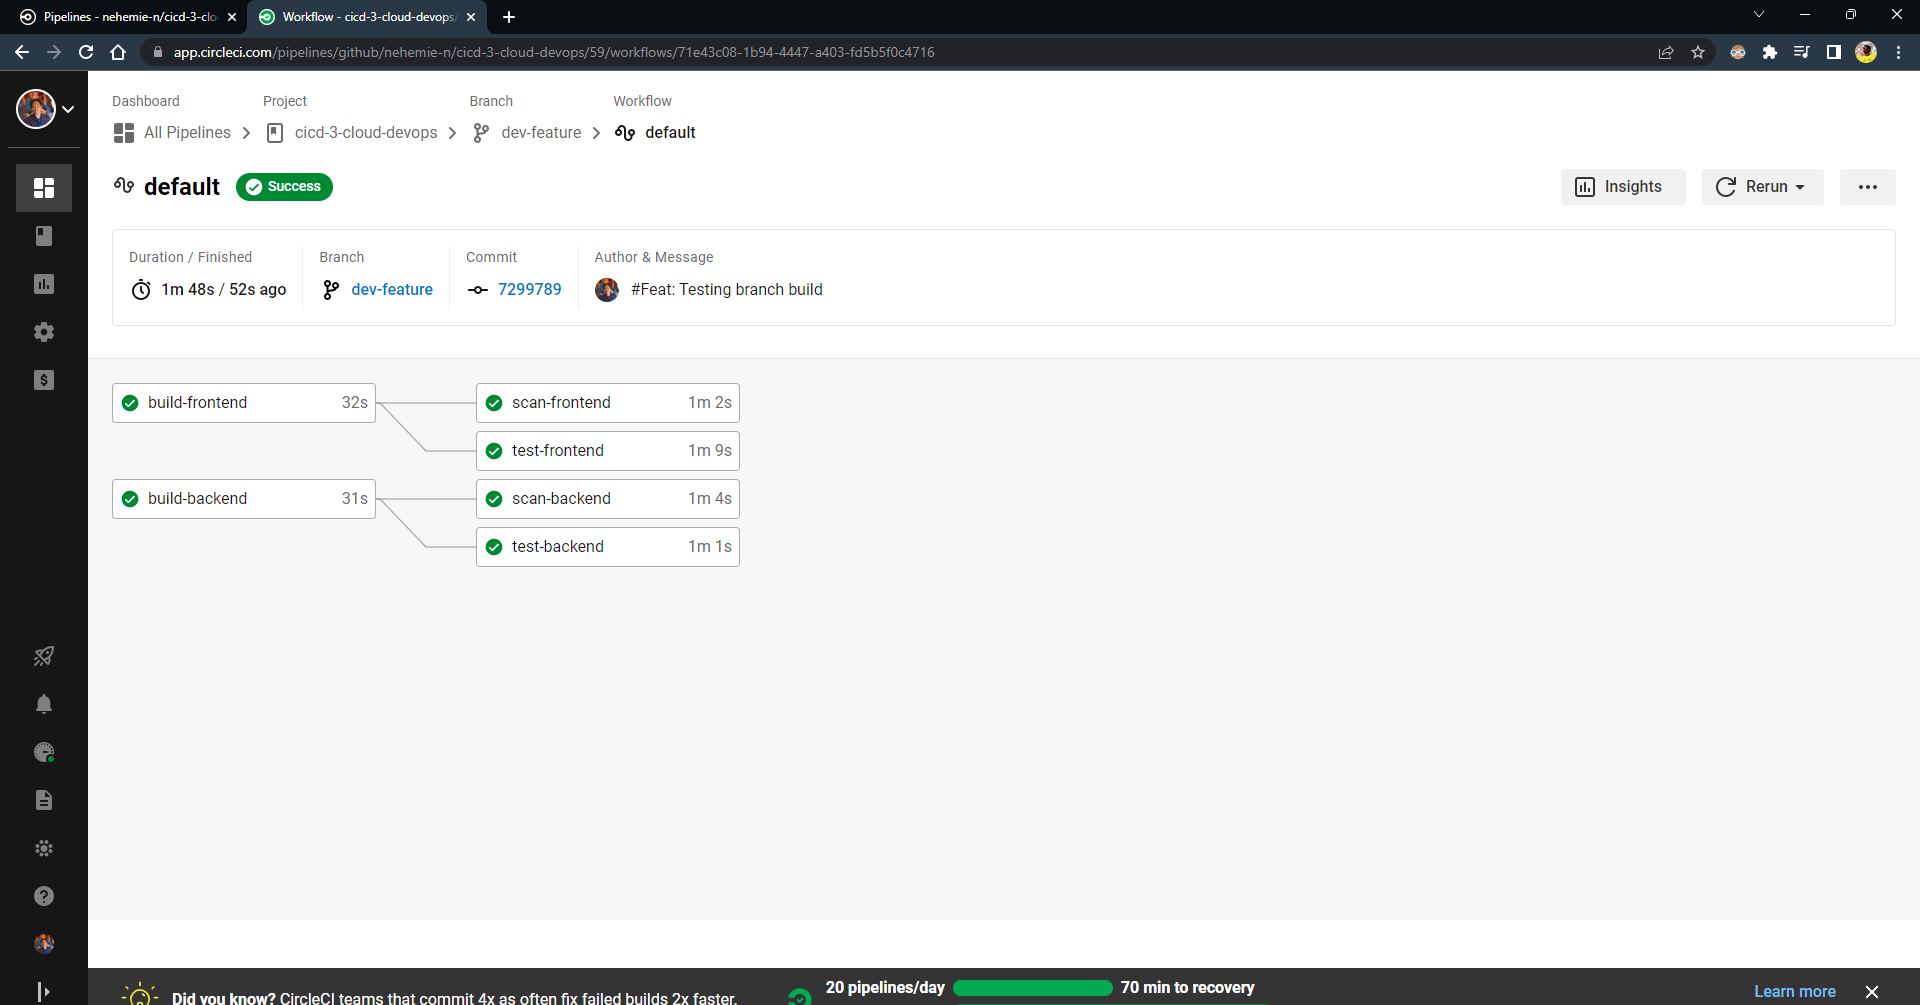 Pipelines - nehemie-n/cicd-3-clo
Workflow - cicd-3-cloud-devops/
app.circleci.com/pipelines/github/nehemie-n/cicd-3-cloud-devops/59/workflows/71e43c08-1b94-4447-a403-fd5b5f0c4716
Dashboard Project Branch Workflow
All Pipelines cicd-3-cloud-devops dev-feature default
default Success Insights Rerun
Duration / Finished Branch Commit Author & Message
1m 48s / 52s ago dev-feature 7299789 #Feat: Testing branch build
build-frontend 32s scan-frontend 1m 2s
test-frontend 1m 9s
build-backend 31s scan-backend 1m 4s
test-backend 1m 1s
20 pipelines/day 70 min to recovery
Did you know? CircleCI teams that commit 4x as often fix failed builds 2x faster.
Learn more